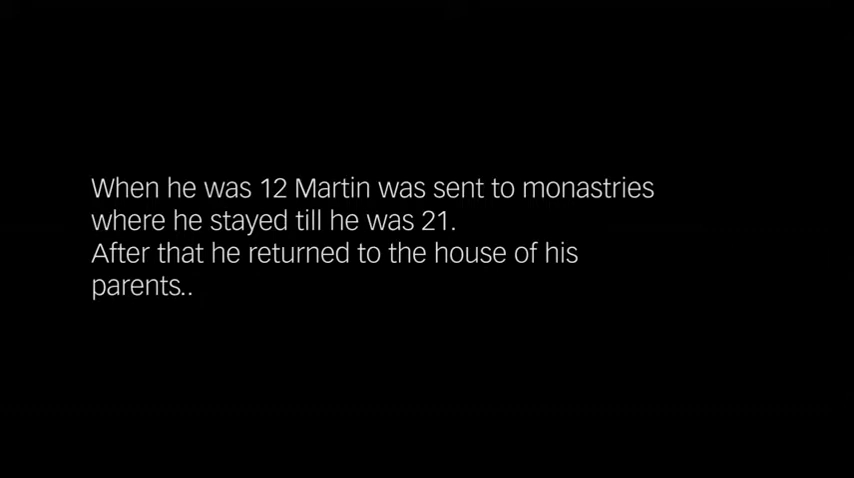 When he was 12 Martin was sent to monastries
where he stayed till he was 21.
After that he returned to the house of his
parents..